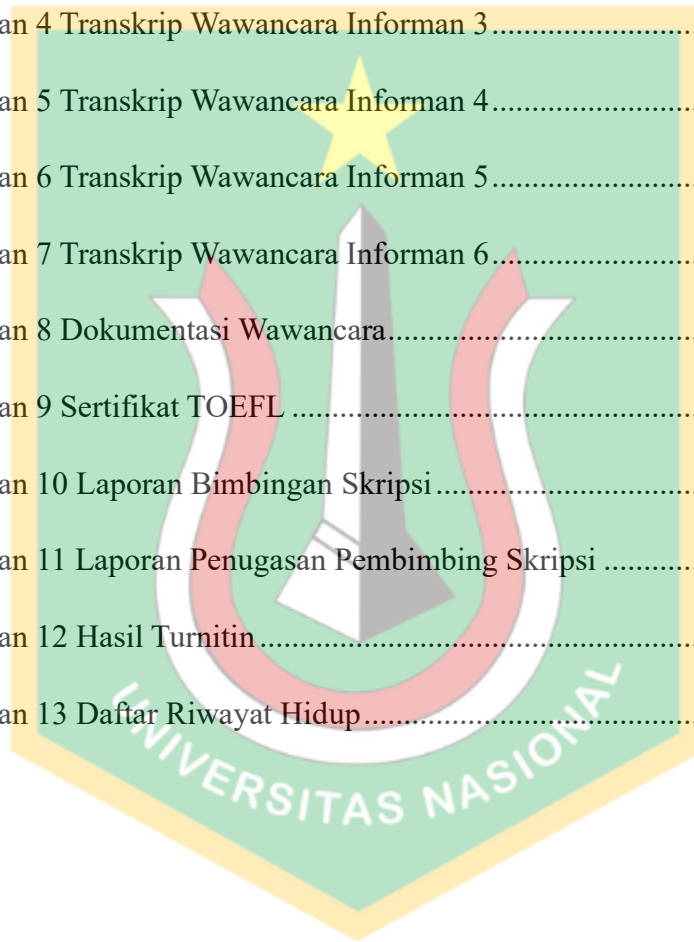 an 4 Transkrip Wawancara Informan 3..............................
an 5 Transkrip Wawancara Informan 4..............................
an 6 Transkrip Wawancara Informan 5..............................
an 7 Transkrip Wawancara Informan 6..............................
an 8 Dokumentasi Wawancara..........................................
an 9 Sertifikat TOEFL ........................................................
an 10 Laporan Bimbingan Skripsi....................................
an 11 Laporan Penugasan Pembimbing Skripsi ...............
an 12 Hasil Turnitin..........................................................
an 13 Daftar Riwayat Hidup.............................................
UNIVERSITAS NASIONAL